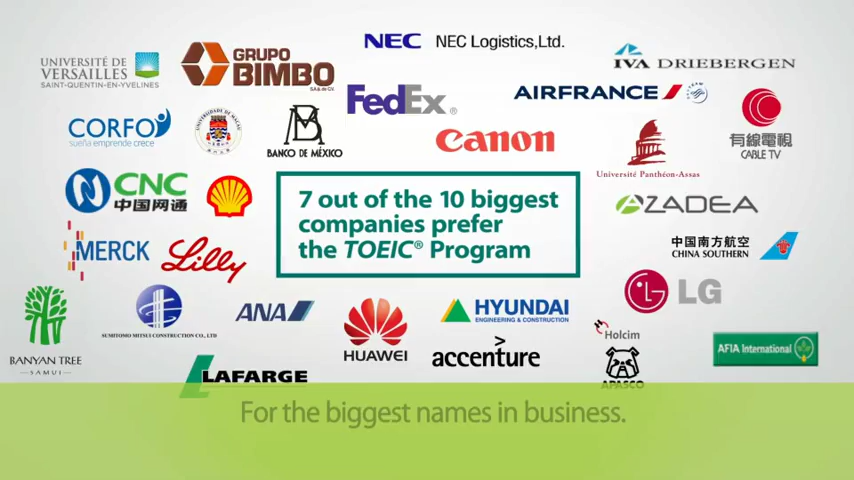 UNIVERSITÉ DE
VERSAILLES
SAINT-QUENTIN-EN-YVELINES
GRUPO
BIMBO
NEC NEC Logistics,Ltd.
IVA DRIEBERGEN
FedEx®
AIRFRANCE
CORFO
sueña emprende crece
BANCO DE MÉXICO
Canon
Université Panthéon-Assas
有線電視
CABLE TV
CNC
中国网通
7 out of the 10 biggest
companies prefer
the TOEIC® Program
AZADEA
MERCK
Lilly
中国南方航空
CHINA SOUTHERN
LG
BANYAN TREE
SAMUI
SUMITOMO MITSUI CONSTRUCTION CO., LTD
ANA
HUAWEI
HYUNDAI
ENGINEERING & CONSTRUCTION
accenture
Holcim
APASCO
AFIA International
LAFARGE
For the biggest names in business.